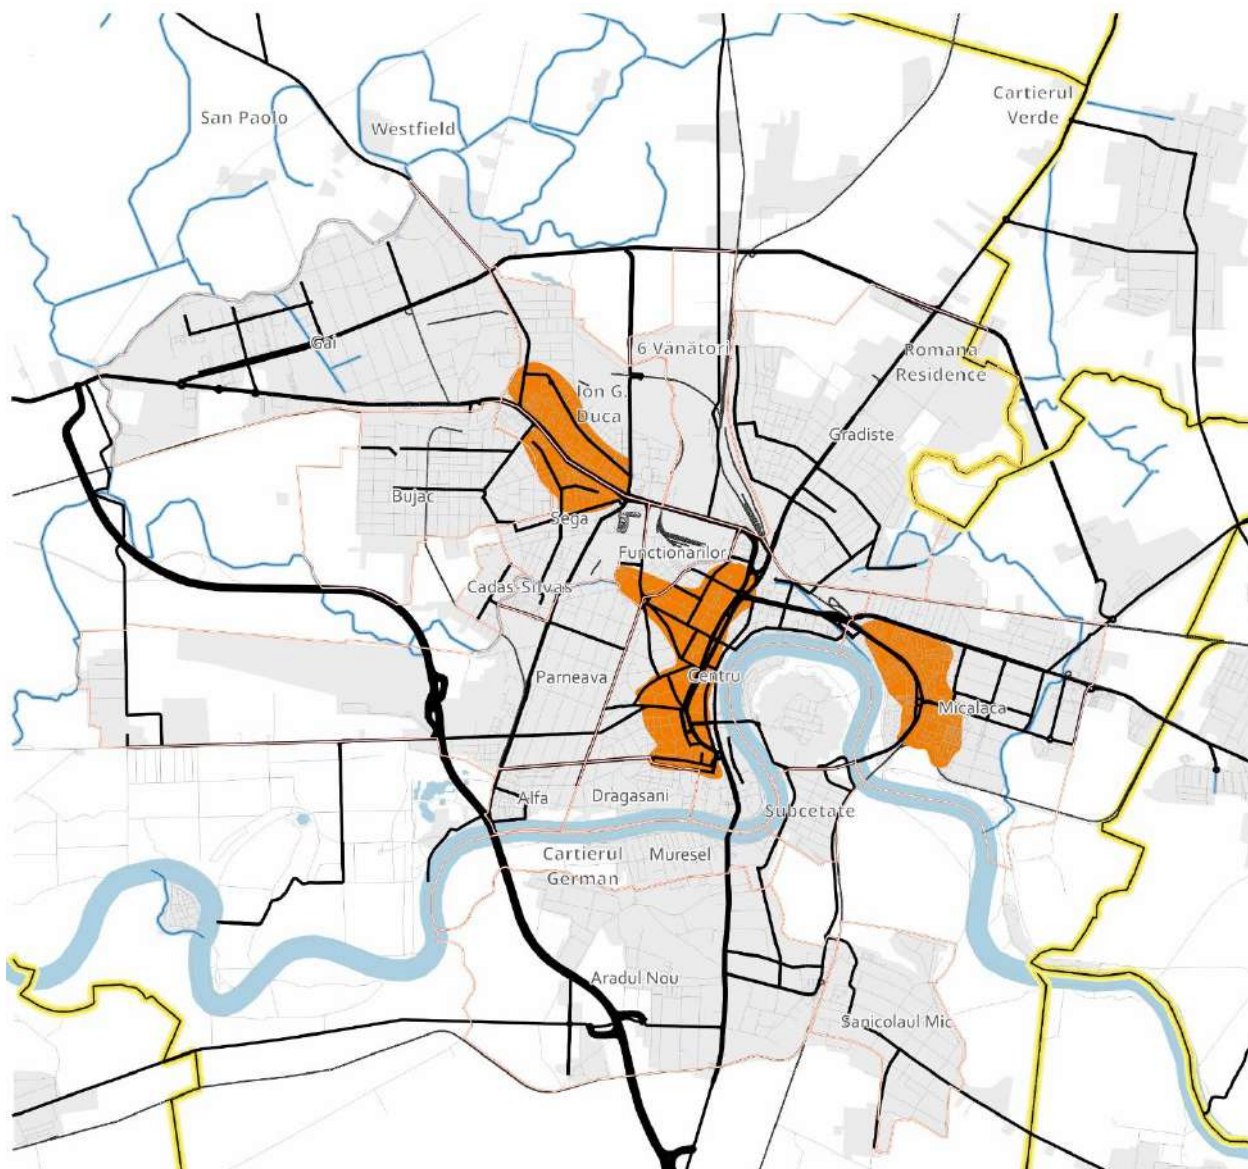 Cartierul
Verde
San Paolo
Westfield
Gai
6 Vânători
Romana
Residence
Ion G.
Duca
Gradiste
Bujac
Sega
Functionarilor
Cadas-Silvas
Parneava
Centru
Micalaca
Alfa
Dragasani
Subcetate
Cartierul
German
Muresel
Aradul Nou
Sanicolaul Mic